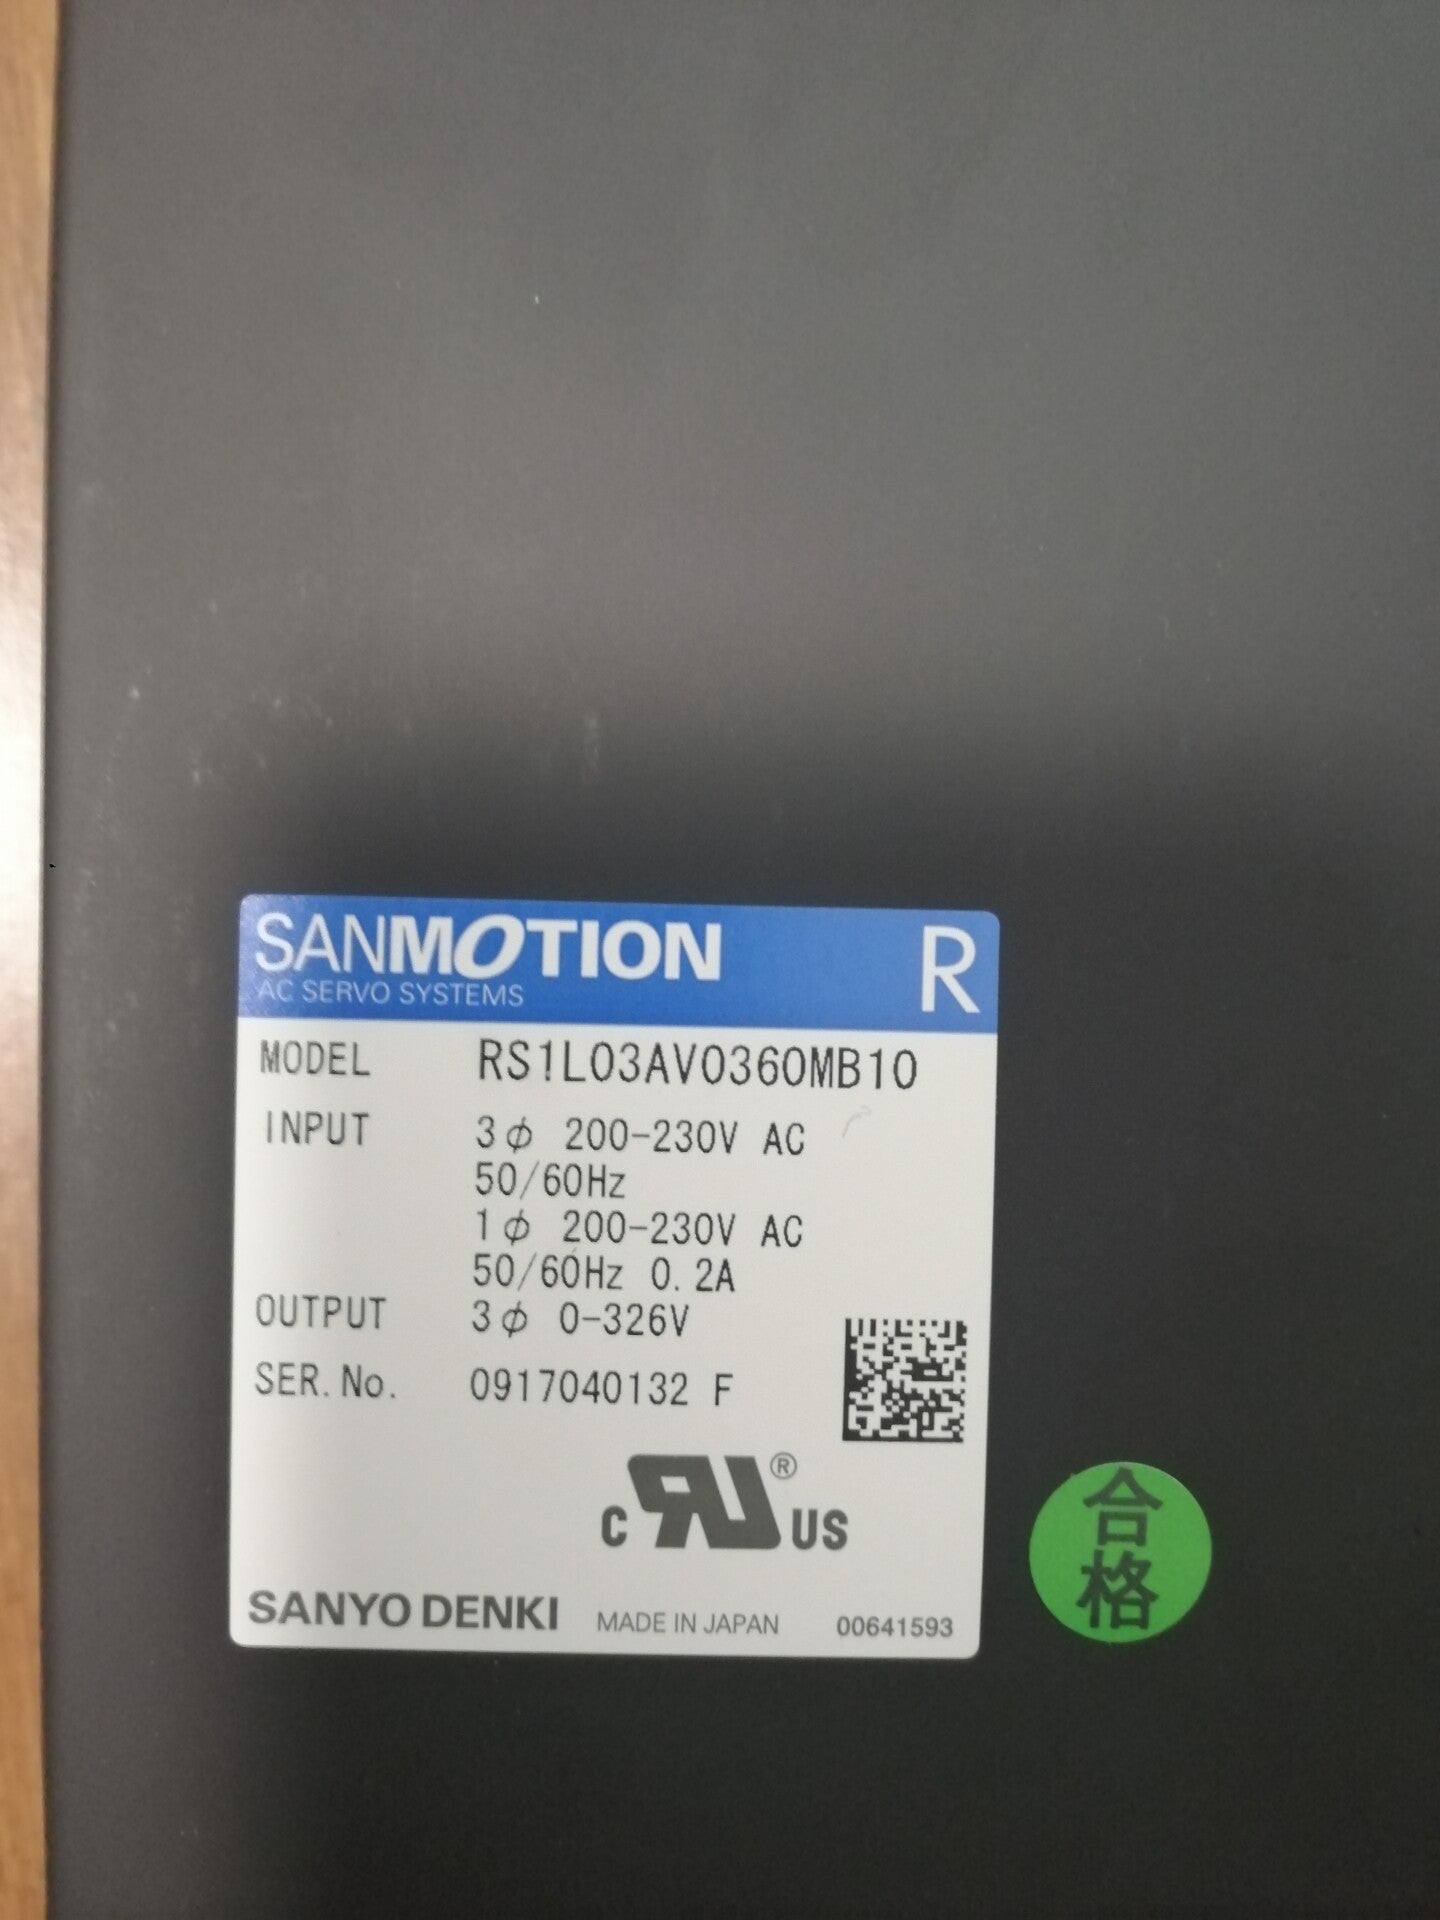 SANMOTION R
AC SERVO SYSTEMS
MODEL RS1L03AV0360MB10
INPUT 3φ 200-230V AC
50/60Hz
1φ 200-230V AC
50/60Hz 0.2A
OUTPUT 3φ 0-326V
SER. No. 0917040132 F
c RU ® US
SANYO DENKI MADE IN JAPAN 00641593
合
格